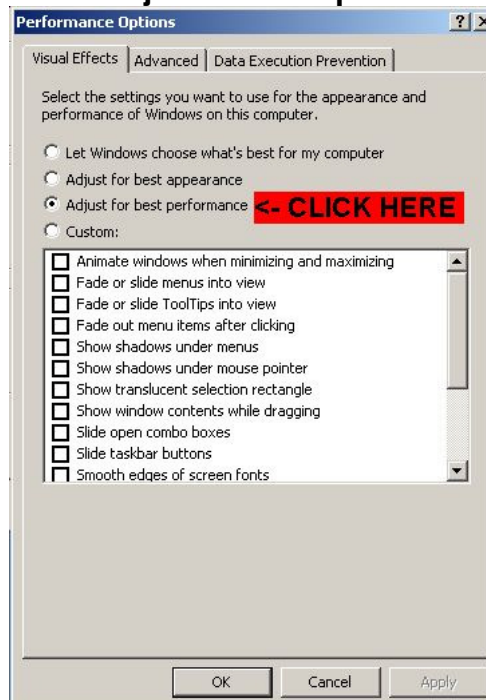 Performance Options
Visual Effects Advanced Data Execution Prevention
Select the settings you want to use for the appearance and
performance of Windows on this computer.
Let Windows choose what's best for my computer
Adjust for best appearance
Adjust for best performance <- CLICK HERE
Custom:
Animate windows when minimizing and maximizing
Fade or slide menus into view
Fade or slide ToolTips into view
Fade out menu items after clicking
Show shadows under menus
Show shadows under mouse pointer
Show translucent selection rectangle
Show window contents while dragging
Slide open combo boxes
Slide taskbar buttons
Smooth edges of screen fonts
OK Cancel Apply